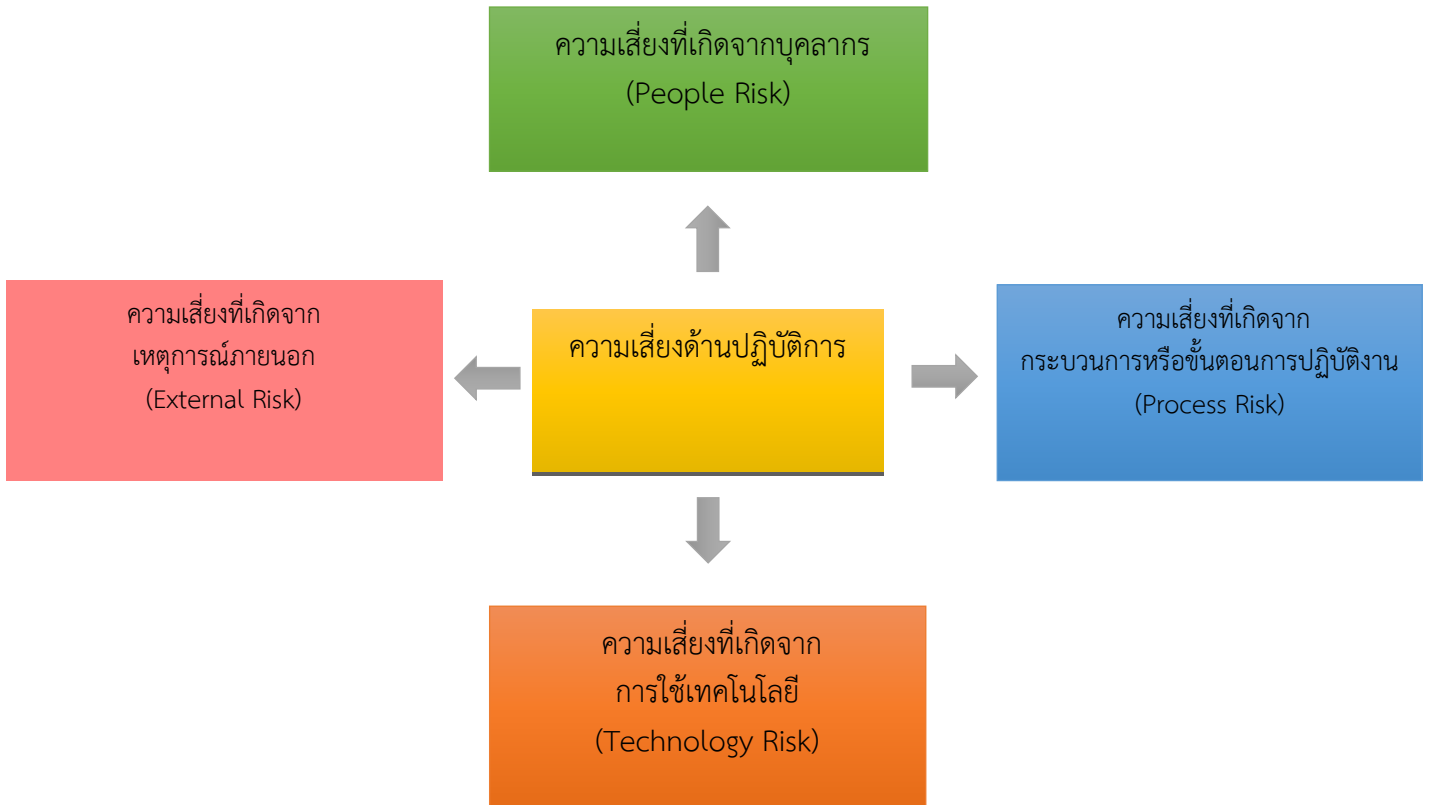 ความเสี่ยงที่เกิดจากบุคลากร
(People Risk)
ความเสี่ยงที่เกิดจาก
เหตุการณ์ภายนอก
(External Risk)
ความเสี่ยงด้านปฏิบัติการ
ความเสี่ยงที่เกิดจาก
กระบวนการหรือขั้นตอนการปฏิบัติงาน
(Process Risk)
ความเสี่ยงที่เกิดจาก
การใช้เทคโนโลยี
(Technology Risk)